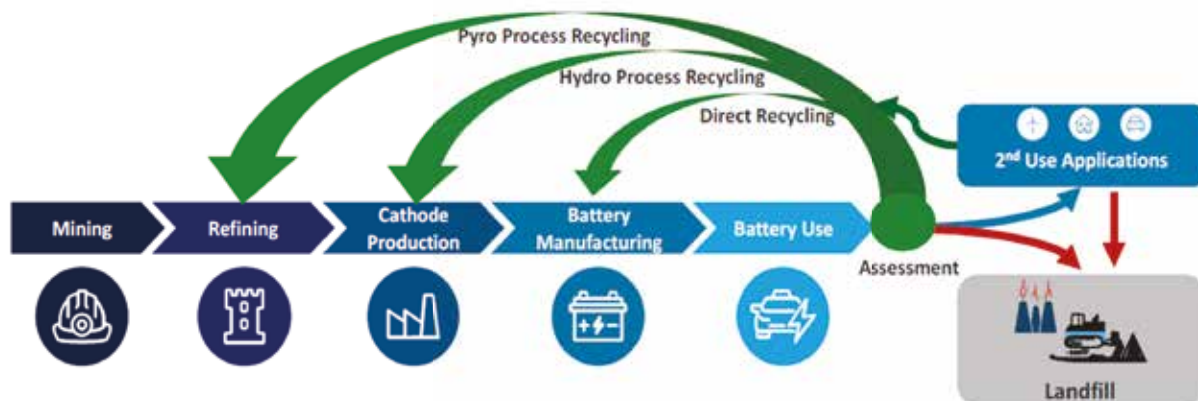 Pyro Process Recycling
Hydro Process Recycling
Direct Recycling
2nd Use Applications
Mining
Refining
Cathode
Production
Battery
Manufacturing
Battery Use
Assessment
Landfill